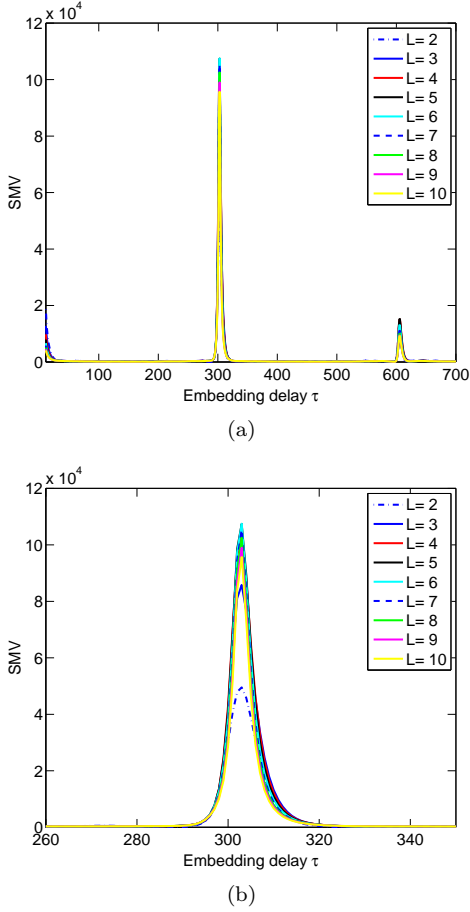 x 10^4
12
10
8
6
4
2
0
SMV
100 200 300 400 500 600 700
Embedding delay τ
L= 2
L= 3
L= 4
L= 5
L= 6
L= 7
L= 8
L= 9
L= 10
(a)
x 10^4
12
10
8
6
4
2
0
SMV
260 280 300 320 340
Embedding delay τ
L= 2
L= 3
L= 4
L= 5
L= 6
L= 7
L= 8
L= 9
L= 10
(b)